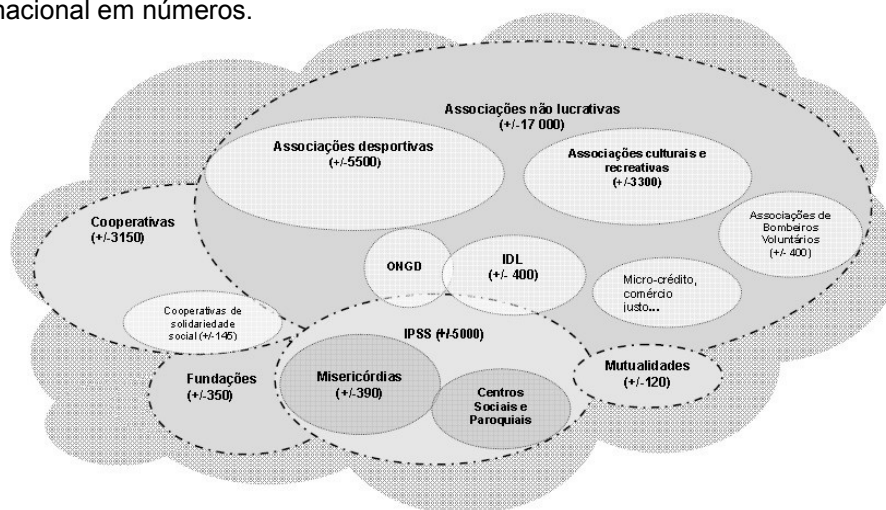 nacional em números.
Associações não lucrativas
(+/-17 000)
Associações desportivas
(+/-5500)
Associações culturais e
recreativas
(+/-3300)
Cooperativas
(+/-3150)
Associações de
Bombeiros
Voluntários
(+/- 400)
ONGD
IDL
(+/- 400)
Micro-crédito,
comércio
justo...
Cooperativas de
solidariedade
social (+/-145)
IPSS (+/-5000)
Fundações
(+/-350)
Misericórdias
(+/-390)
Centros
Sociais e
Paroquiais
Mutualidades
(+/-120)